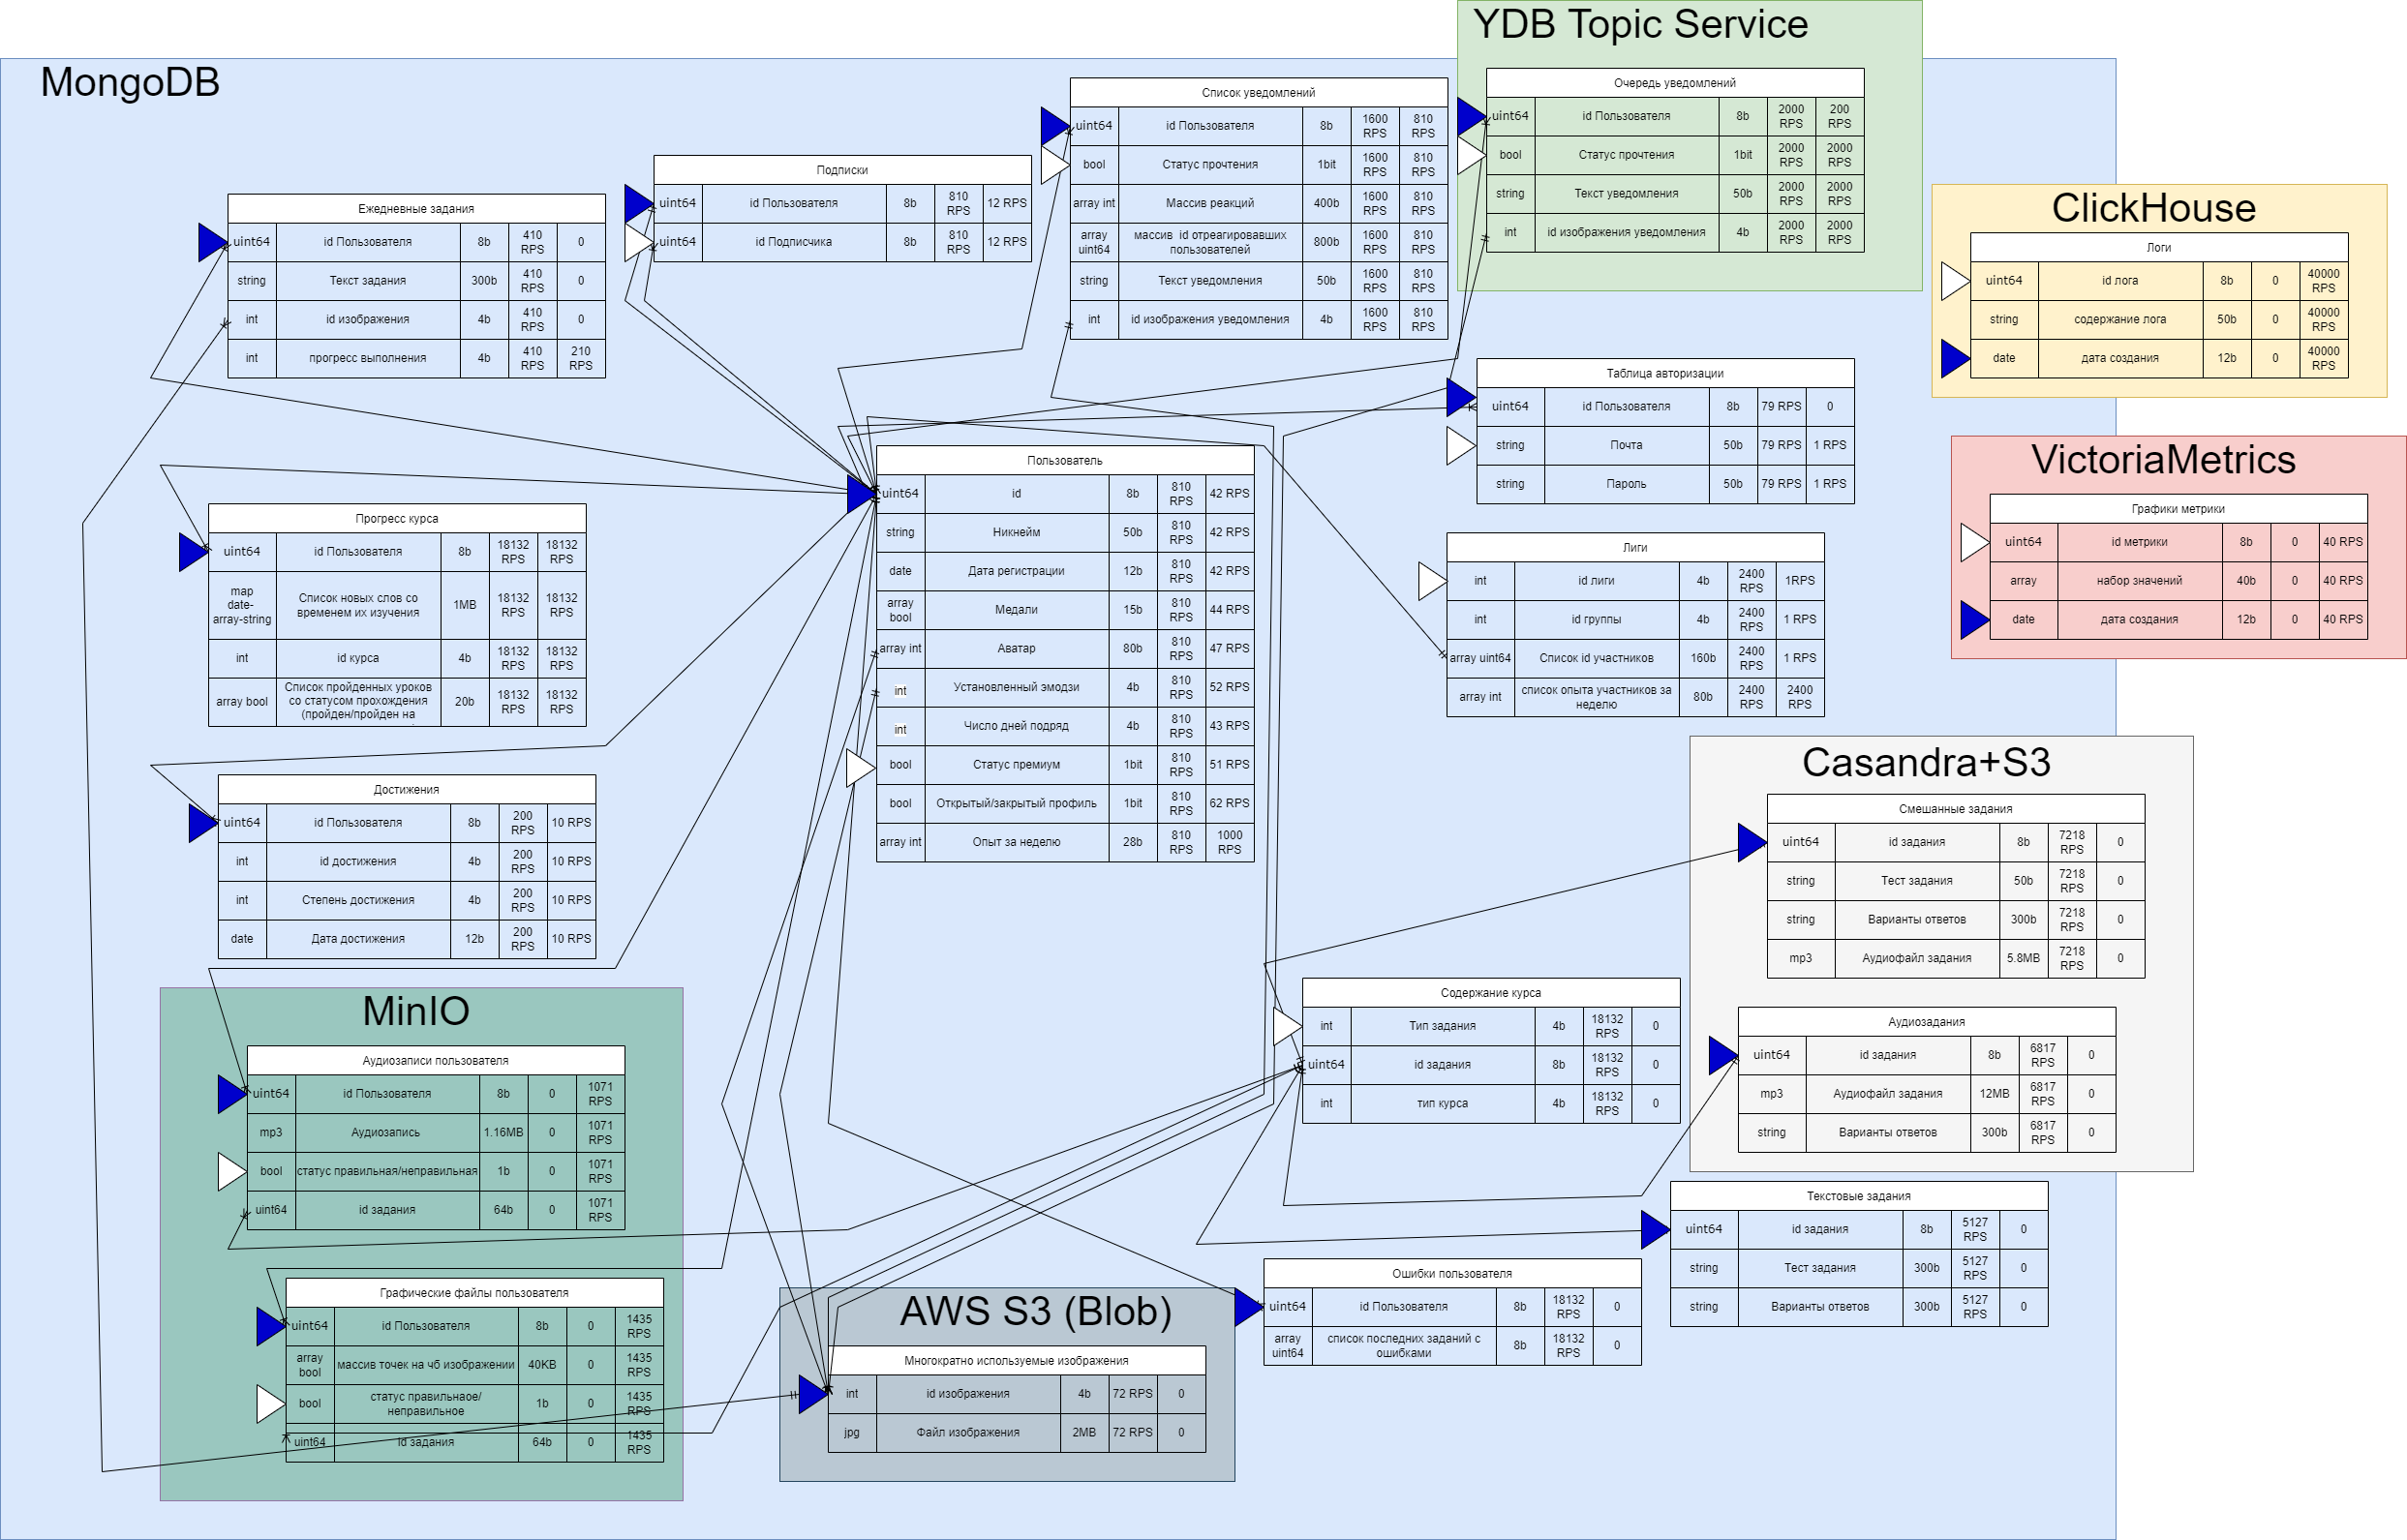 MongoDB
YDB Topic Service
Очередь уведомлений
uint64 id Пользователя 8b 2000 RPS 200 RPS
bool Статус прочтения 1bit 2000 RPS 2000 RPS
string Текст уведомления 50b 2000 RPS 2000 RPS
int id изображения уведомления 4b 2000 RPS 2000 RPS
Список уведомлений
uint64 id Пользователя 8b 1600 RPS 810 RPS
bool Статус прочтения 1bit 1600 RPS 810 RPS
array int Массив реакций 400b 1600 RPS 810 RPS
array uint64 массив id отреагировавших пользователей 800b 1600 RPS 810 RPS
string Текст уведомления 50b 1600 RPS 810 RPS
int id изображения уведомления 4b 1600 RPS 810 RPS
Подписки
uint64 id Пользователя 8b 810 RPS 12 RPS
uint64 id Подписчика 8b 810 RPS 12 RPS
Ежедневные задания
uint64 id Пользователя 8b 410 RPS 0
string Текст задания 300b 410 RPS 0
int id изображения 4b 410 RPS 0
int прогресс выполнения 4b 410 RPS 210 RPS
ClickHouse
Логи
uint64 id лога 8b 0 40000 RPS
string содержание лога 50b 0 40000 RPS
date дата создания 12b 0 40000 RPS
Таблица авторизации
uint64 id Пользователя 8b 79 RPS 0
string Почта 50b 79 RPS 1 RPS
string Пароль 50b 79 RPS 1 RPS
VictoriaMetrics
Графики метрики
uint64 id метрики 8b 0 40 RPS
array набор значений 40b 0 40 RPS
date дата создания 12b 0 40 RPS
Пользователь
uint64 id 8b 810 RPS 42 RPS
string Никнейм 50b 810 RPS 42 RPS
date Дата регистрации 12b 810 RPS 42 RPS
array bool Медали 15b 810 RPS 44 RPS
array int Аватар 80b 810 RPS 47 RPS
int Установленный эмодзи 4b 810 RPS 52 RPS
int Число дней подряд 4b 810 RPS 43 RPS
bool Статус премиум 1bit 810 RPS 51 RPS
bool Открытый/закрытый профиль 1bit 810 RPS 62 RPS
array int Опыт за неделю 28b 810 RPS 1000 RPS
Прогресс курса
uint64 id Пользователя 8b 18132 RPS 18132 RPS
map date-array-string Список новых слов со временем их изучения 1MB 18132 RPS 18132 RPS
int id курса 4b 18132 RPS 18132 RPS
array bool Список пройденных уроков со статусом прохождения (пройден/пройден на 20b 18132 RPS 18132 RPS
Лиги
int id лиги 4b 2400 RPS 1RPS
int id группы 4b 2400 RPS 1 RPS
array uint64 Список id участников 160b 2400 RPS 1 RPS
array int список опыта участников за неделю 80b 2400 RPS 2400 RPS
Достижения
uint64 id Пользователя 8b 200 RPS 10 RPS
int id достижения 4b 200 RPS 10 RPS
int Степень достижения 4b 200 RPS 10 RPS
date Дата достижения 12b 200 RPS 10 RPS
Casandra+S3
Смешанные задания
uint64 id задания 8b 7218 RPS 0
string Тест задания 50b 7218 RPS 0
string Варианты ответов 300b 7218 RPS 0
mp3 Аудиофайл задания 5.8MB 7218 RPS 0
Аудиозадания
uint64 id задания 8b 6817 RPS 0
mp3 Аудиофайл задания 12MB 6817 RPS 0
string Варианты ответов 300b 6817 RPS 0
Содержание курса
int Тип задания 4b 18132 RPS 0
uint64 id задания 8b 18132 RPS 0
int тип курса 4b 18132 RPS 0
MinIO
Аудиозаписи пользователя
uint64 id Пользователя 8b 0 1071 RPS
mp3 Аудиозапись 1.16MB 0 1071 RPS
bool статус правильная/неправильная 1b 0 1071 RPS
uint64 id задания 64b 0 1071 RPS
Графические файлы пользователя
uint64 id Пользователя 8b 0 1435 RPS
array bool массив точек на чб изображении 40KB 0 1435 RPS
bool статус правильнаое/неправильное 1b 0 1435 RPS
uint64 id задания 64b 0 1435 RPS
Текстовые задания
uint64 id задания 8b 5127 RPS 0
string Тест задания 300b 5127 RPS 0
string Варианты ответов 300b 5127 RPS 0
Ошибки пользователя
uint64 id Пользователя 8b 18132 RPS 0
array uint64 список последних заданий с ошибками 8b 18132 RPS 0
AWS S3 (Blob)
Многократно используемые изображения
int id изображения 4b 72 RPS 0
jpg Файл изображения 2MB 72 RPS 0